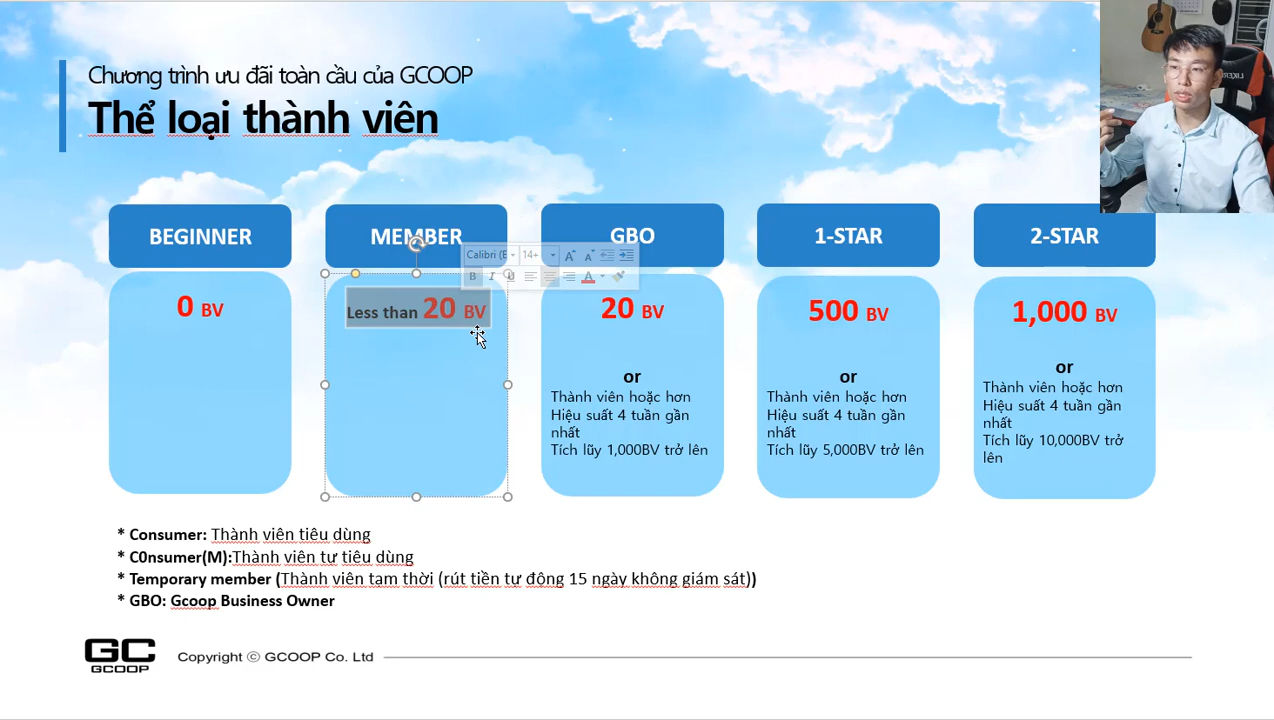 Chương trình ưu đãi toàn cầu của GCOOP
Thể loại thành viên
BEGINNER
0 BV
MEMBER
Calibri (E
14+
Less than 20 BV
GBO
20 BV
or
Thành viên hoặc hơn
Hiệu suất 4 tuần gần
nhất
Tích lũy 1,000BV trở lên
1-STAR
500 BV
or
Thành viên hoặc hơn
Hiệu suất 4 tuần gần
nhất
Tích lũy 5,000BV trở lên
2-STAR
1,000 BV
or
Thành viên hoặc hơn
Hiệu suất 4 tuần gần
nhất
Tích lũy 10,000BV trở
lên
* Consumer: Thành viên tiêu dùng
* C0nsumer(M):Thành viên tự tiêu dùng
* Temporary member (Thành viên tạm thời (rút tiền tự động 15 ngày không giám sát))
* GBO: Gcoop Business Owner
GC
GCOOP
Copyright ⓒ GCOOP Co. Ltd